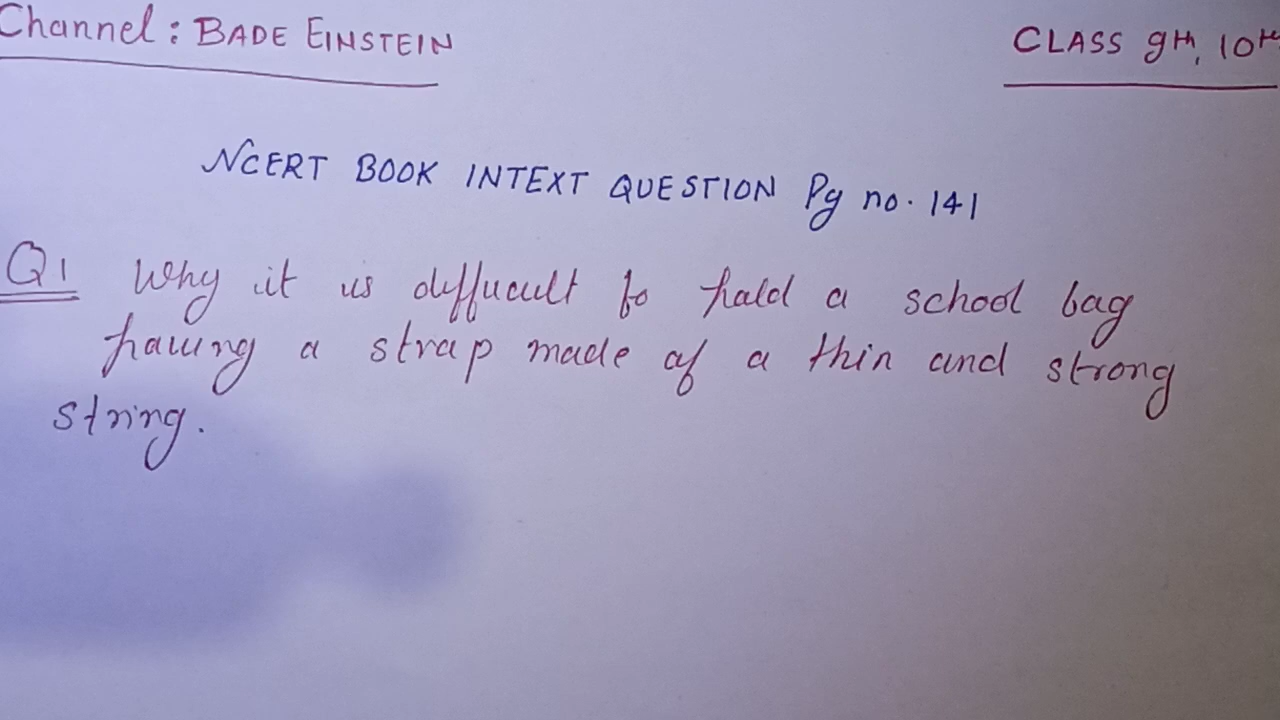 Channel: BADE EINSTEIN
CLASS 9th, 10th
NCERT BOOK INTEXT QUESTION Pg no. 141
Q1 Why it is difficult to hold a school bag
having a strap made of a thin and strong
string.